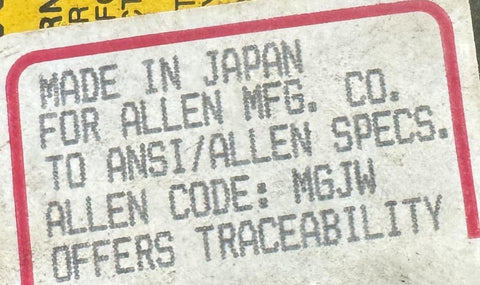 MADE IN JAPAN
FOR ALLEN MFG. CO.
TO ANSI/ALLEN SPECS.
ALLEN CODE: MGJW
OFFERS TRACEABILITY